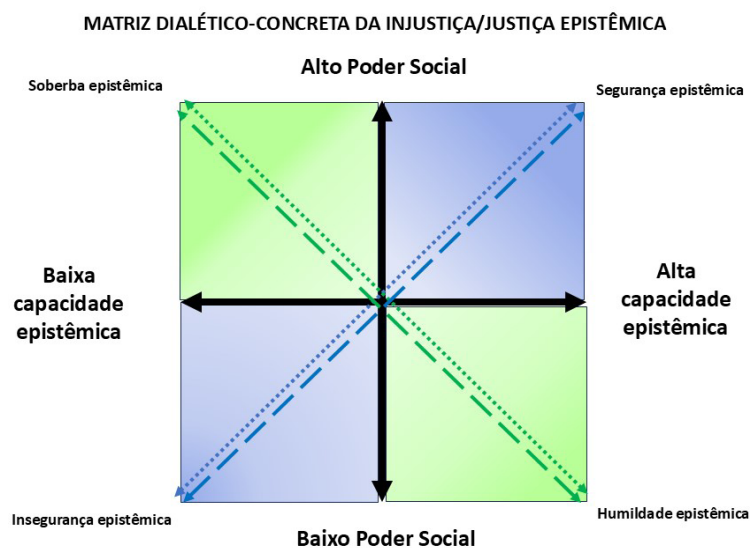 MATRIZ DIALÉTICO-CONCRETA DA INJUSTIÇA/JUSTIÇA EPISTÊMICA
Alto Poder Social
Soberba epistêmica
Segurança epistêmica
Baixa
capacidade
epistêmica
Alta
capacidade
epistêmica
Insegurança epistêmica
Humildade epistêmica
Baixo Poder Social